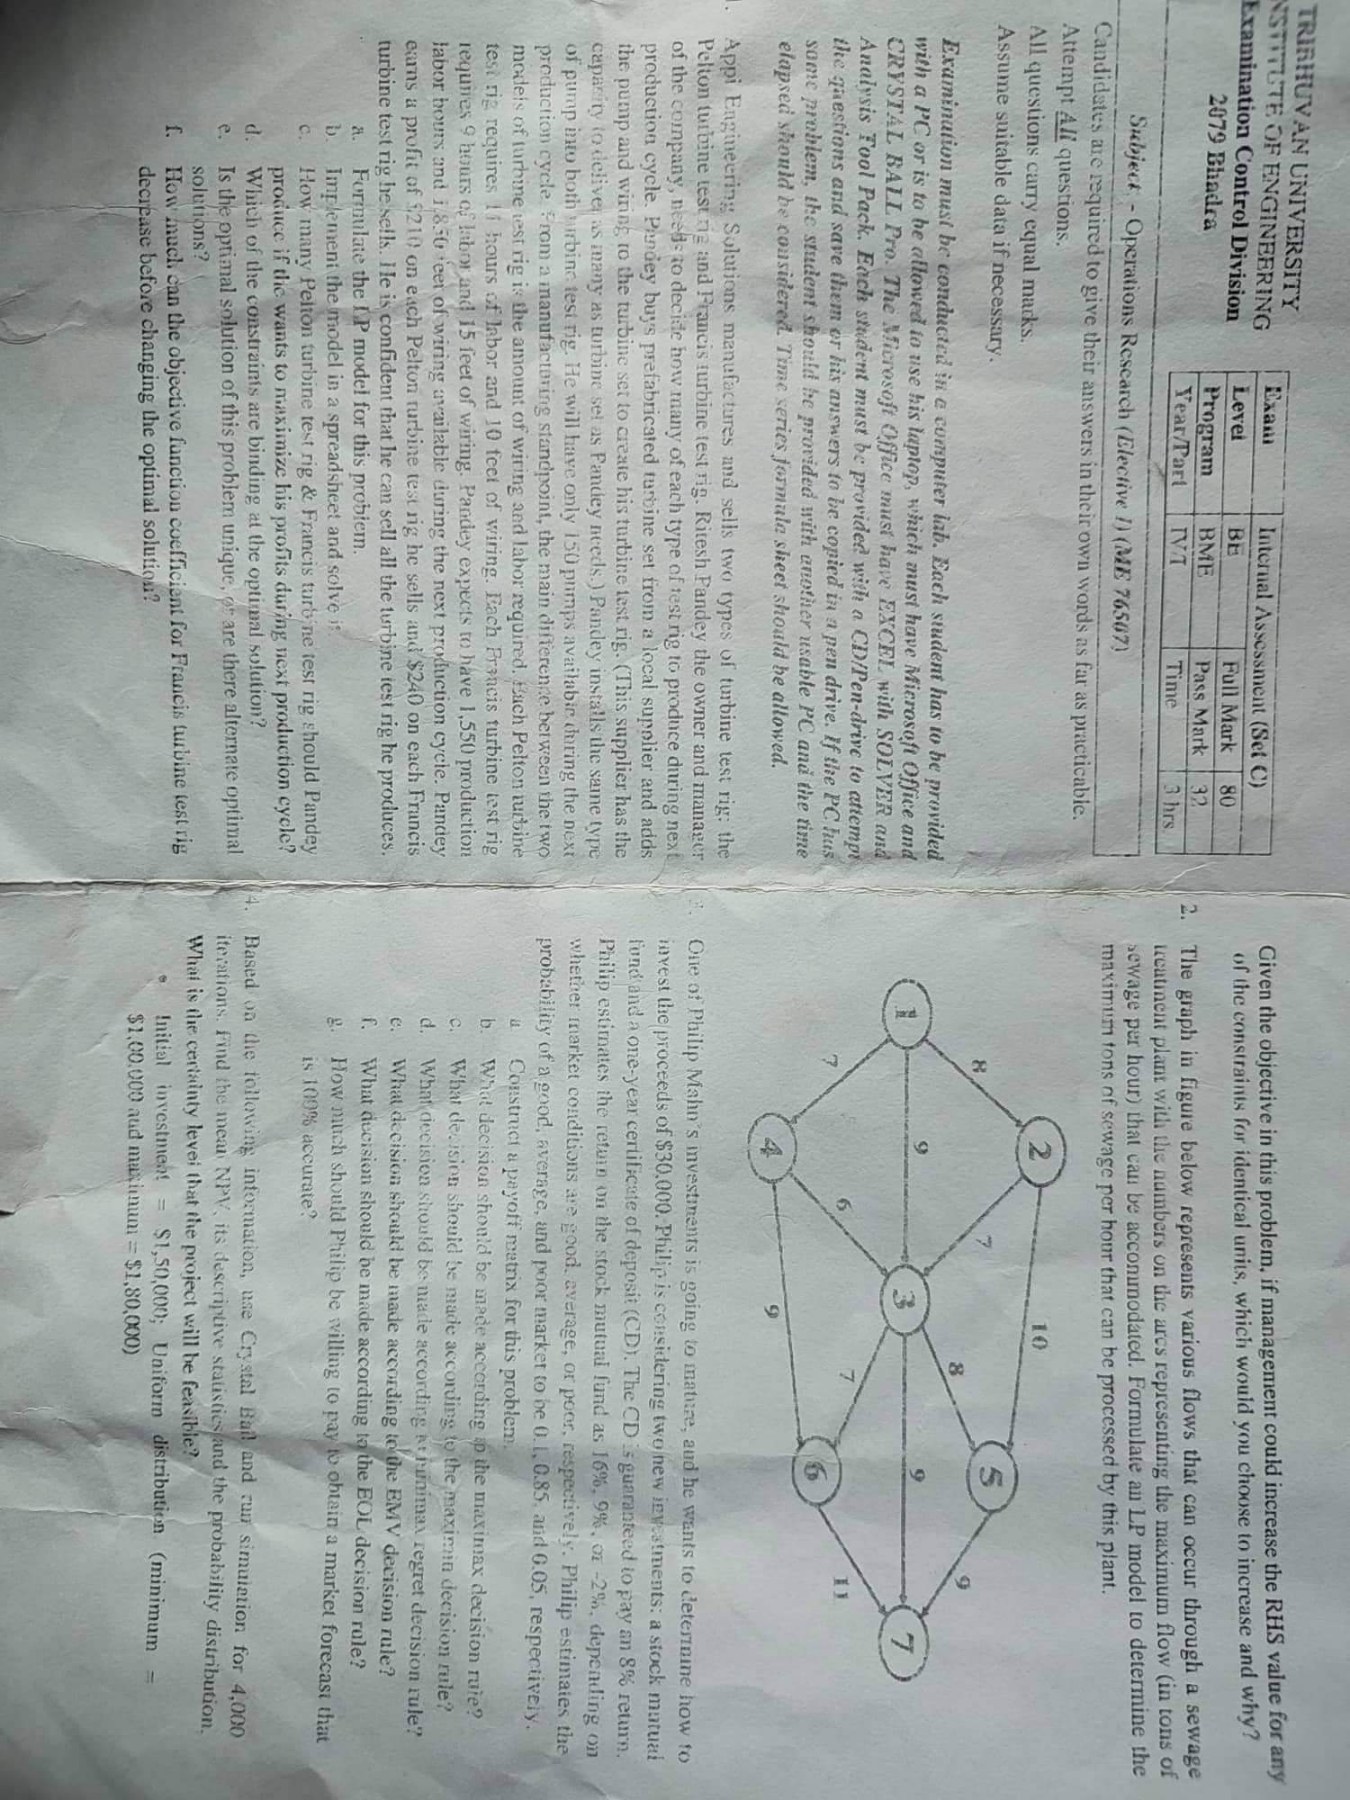 TRIBHUVAN UNIVERSITY
NSTITUTE OF ENGINEERING
Examination Control Division
2079 Bhadra
Exam Internal Assessment (Set C)
Level BE Full Mark 80
Program BME Pass Mark 32
Year/Part IV/I Time 3 hrs.
Subject: - Operations Research (Elective I) (ME 76507)
Candidates are required to give their answers in their own words as far as practicable.
Attempt All questions.
All questions carry equal marks.
Assume suitable data if necessary.
Examination must be conducted in a computer lab. Each student has to be provided
with a PC or is to be allowed to use his laptop, which must have Microsoft Office and
CRYSTAL BALL Pro. The Microsoft Office must have EXCEL with SOLVER and
Analysis Tool Pack. Each student must be provided with a CD/Pen-drive to attempt
the questions and save them or his answers to be copied in a pen drive. If the PC has
some problem, the student should be provided with another usable PC and the time
elapsed should be considered. Time series formula sheet should be allowed.
. Appi Engineering Solutions manufactures and sells two types of turbine test rig: the
Pelton turbine test rig and Francis turbine test rig. Ritesh Pandey the owner and manager
of the company, needs to decide how many of each type of test rig to produce during next
production cycle. Pandey buys prefabricated turbine set from a local supplier and adds
the pump and wiring to the turbine set to create his turbine test rig. (This supplier has the
capacity to deliver as many as turbine set as Pandey needs.) Pandey installs the same type
of pump into both turbine test rig. He will have only 150 pumps available during the next
production cycle. From a manufacturing standpoint, the main difference between the two
models of turbine test rig is the amount of wiring and labor required. Each Pelton turbine
test rig requires 11 hours of labor and 10 feet of wiring. Each Francis turbine test rig
requires 9 hours of labor and 15 feet of wiring. Pandey expects to have 1,550 production
labor hours and 1,850 feet of wiring available during the next production cycle. Pandey
earns a profit of $210 on each Pelton turbine test rig he sells and $240 on each Francis
turbine test rig he sells. He is confident that he can sell all the turbine test rig he produces.
a. Formulate the LP model for this problem.
b. Implement the model in a spreadsheet and solve it.
c. How many Pelton turbine test rig & Francis turbine test rig should Pandey
produce if the wants to maximize his profits during next production cycle?
d. Which of the constraints are binding at the optimal solution?
e. Is the optimal solution of this problem unique, or are there alternate optimal
solutions?
f. How much can the objective function coefficient for Francis turbine test rig
decrease before changing the optimal solution?
Given the objective in this problem, if management could increase the RHS value for any
of the constraints for identical units, which would you choose to increase and why?
2. The graph in figure below represents various flows that can occur through a sewage
treatment plant with the numbers on the arcs representing the maximum flow (in tons of
sewage per hour) that can be accommodated. Formulate an LP model to determine the
maximum tons of sewage per hour that can be processed by this plant.
2 10
5
8 7 8 9
1 9 3 9 7
7 6 7 11
6
4 9
3. One of Philip Mahn's investments is going to mature, and he wants to determine how to
invest the proceeds of $30,000. Philip is considering two new investments: a stock mutual
fund and a one-year certificate of deposit (CD). The CD is guaranteed to pay an 8% return.
Philip estimates the return on the stock mutual fund as 16%, 9%, or -2%, depending on
whether market conditions are good, average, or poor, respectively. Philip estimates the
probability of a good, average, and poor market to be 0.1, 0.85, and 0.05, respectively.
a Construct a payoff matrix for this problem.
b. What decision should be made according to the maximax decision rule?
c. What decision should be made according to the maximin decision rule?
d. What decision should be made according to minimax regret decision rule?
e. What decision should be made according to the EMV decision rule?
f. What decision should be made according to the EOL decision rule?
g. How much should Philip be willing to pay to obtain a market forecast that
is 100% accurate?
4. Based on the following information, use Crystal Ball and run simulation for 4,000
iterations. Find the mean NPV, its descriptive statistics and the probability distribution.
What is the certainty level that the project will be feasible?
• Initial investment = $1,50,000; Uniform distribution (minimum =
$1,00,000 and maximum = $1,80,000)